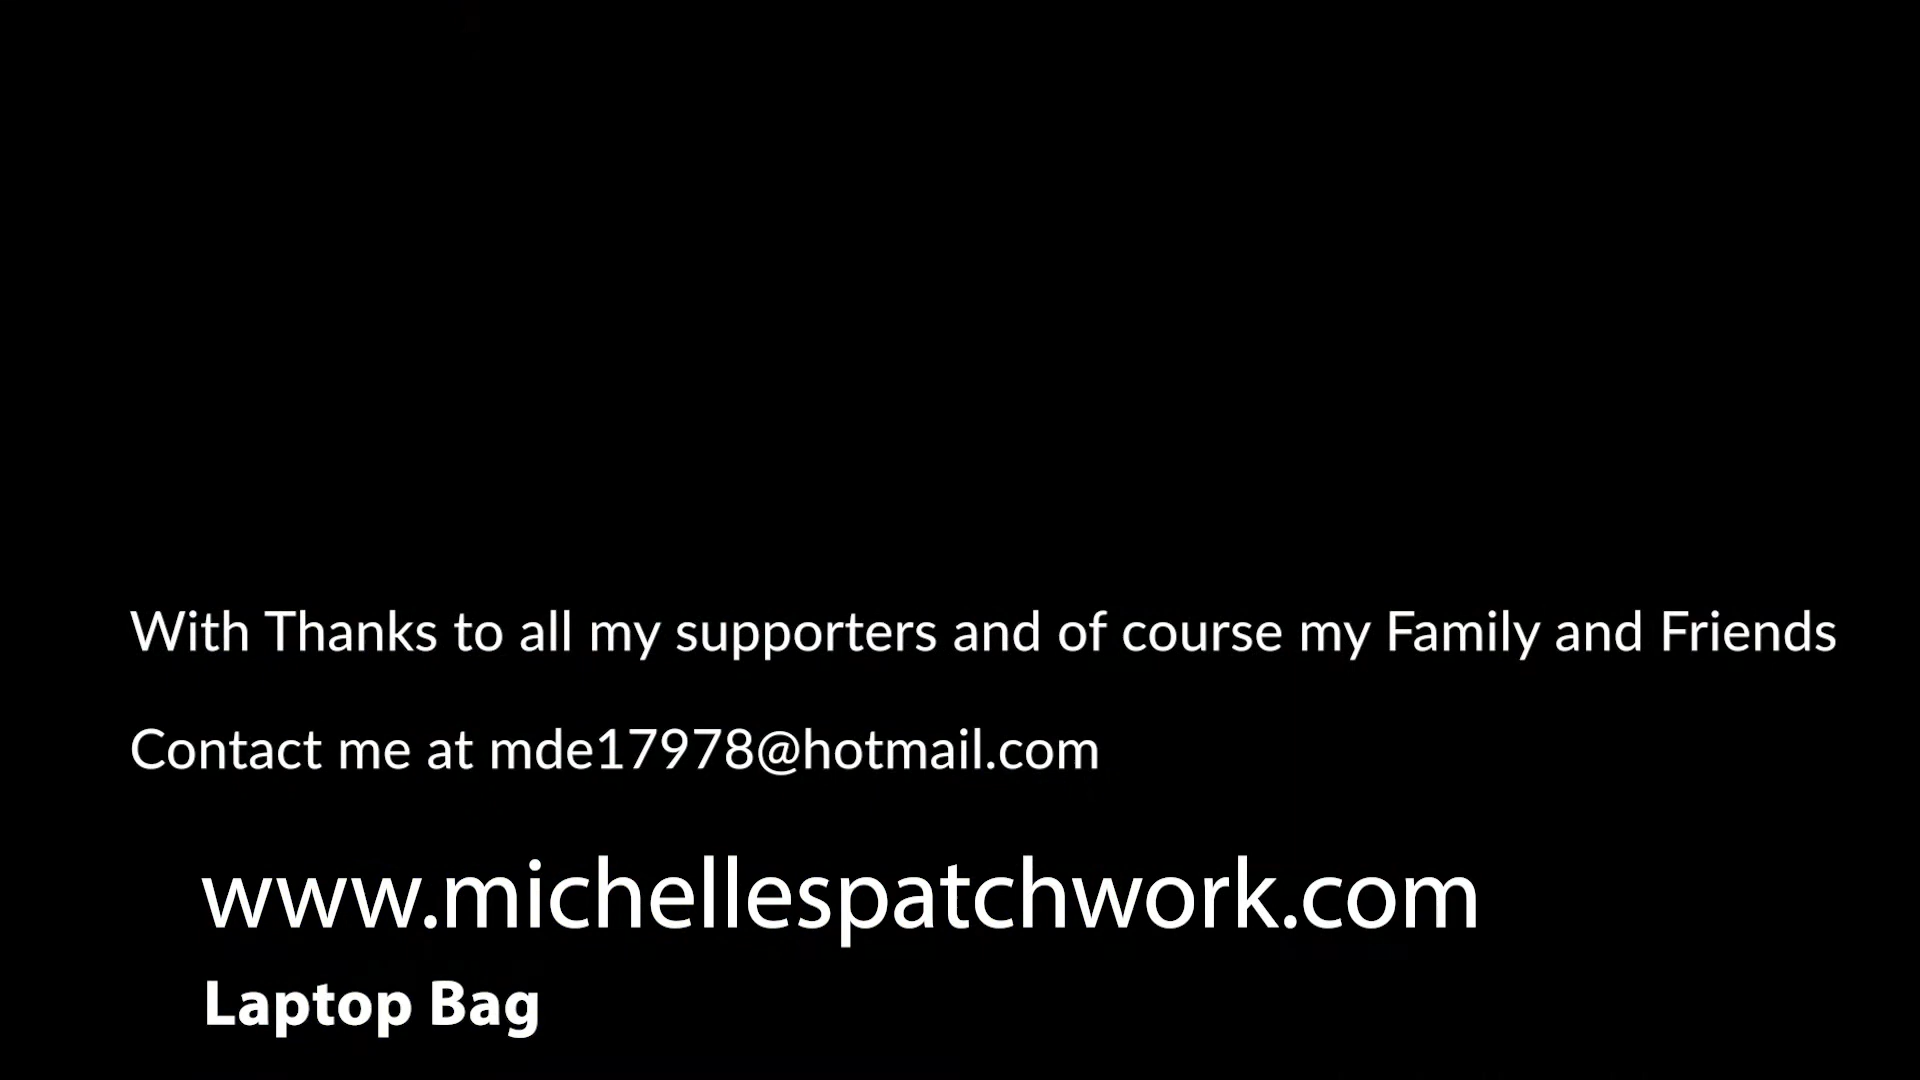 With Thanks to all my supporters and of course my Family and Friends
Contact me at mde17978@hotmail.com
www.michellespatchwork.com
Laptop Bag